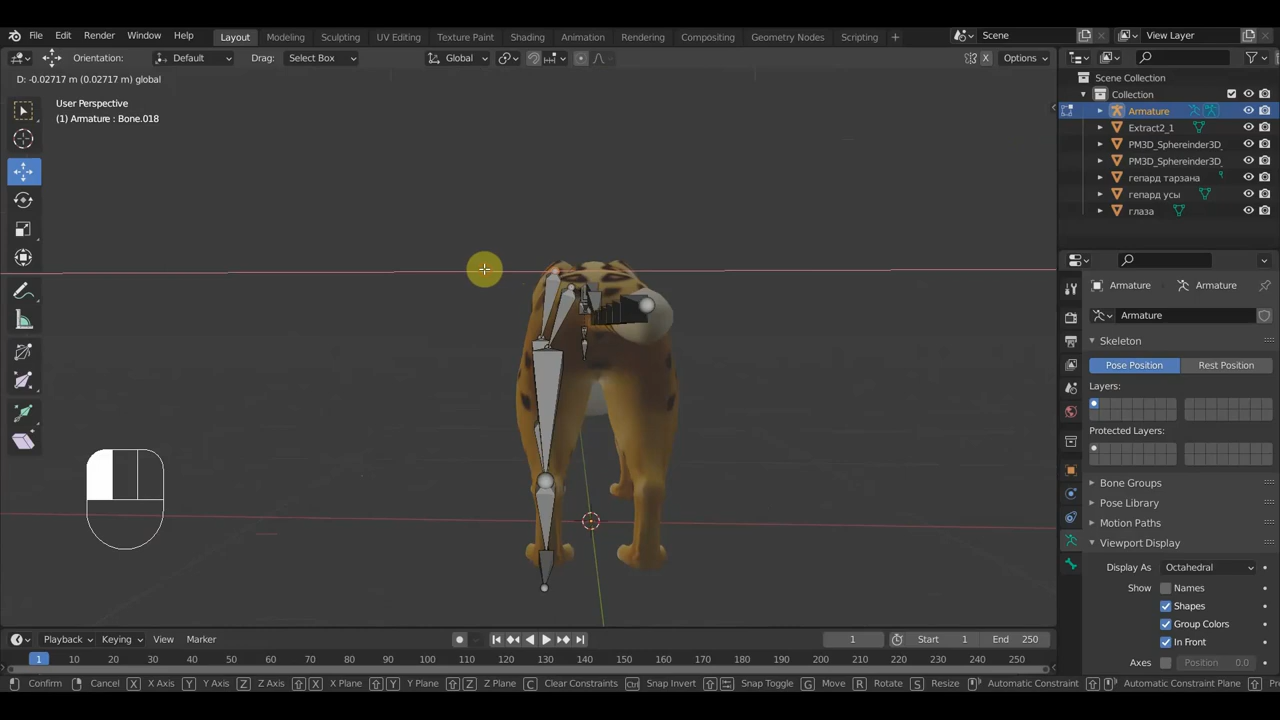 File Edit Render Window Help Layout Modeling Sculpting UV Editing Texture Paint Shading Animation Rendering Compositing Geometry Nodes Scripting + Scene View Layer
Orientation: Default Drag: Select Box Global X Options
D: -0.02717 m (0.02717 m) global
User Perspective
(1) Armature : Bone.018
Scene Collection
Collection
Armature
Extract2_1
PM3D_Sphereinder3D_
PM3D_Sphereinder3D_
гепард тарзана
гепард усы
глаза
Armature Armature
Armature
Skeleton
Pose Position Rest Position
Layers:
Protected Layers:
Bone Groups
Pose Library
Motion Paths
Viewport Display
Display As Octahedral
Show Names
Shapes
Group Colors
In Front
Axes Position 0.0
Playback Keying View Marker 1 Start 1 End 250
1 10 20 30 40 50 60 70 80 90 100 110 120 130 140 150 160 170 180 190 200 210 220 230 240 250
Confirm Cancel X X Axis Y Y Axis Z Z Axis X X Plane Y Y Plane Z Z Plane C Clear Constraints Ctrl Snap Invert Snap Toggle G Move R Rotate S Resize Automatic Constraint Automatic Constraint Plane